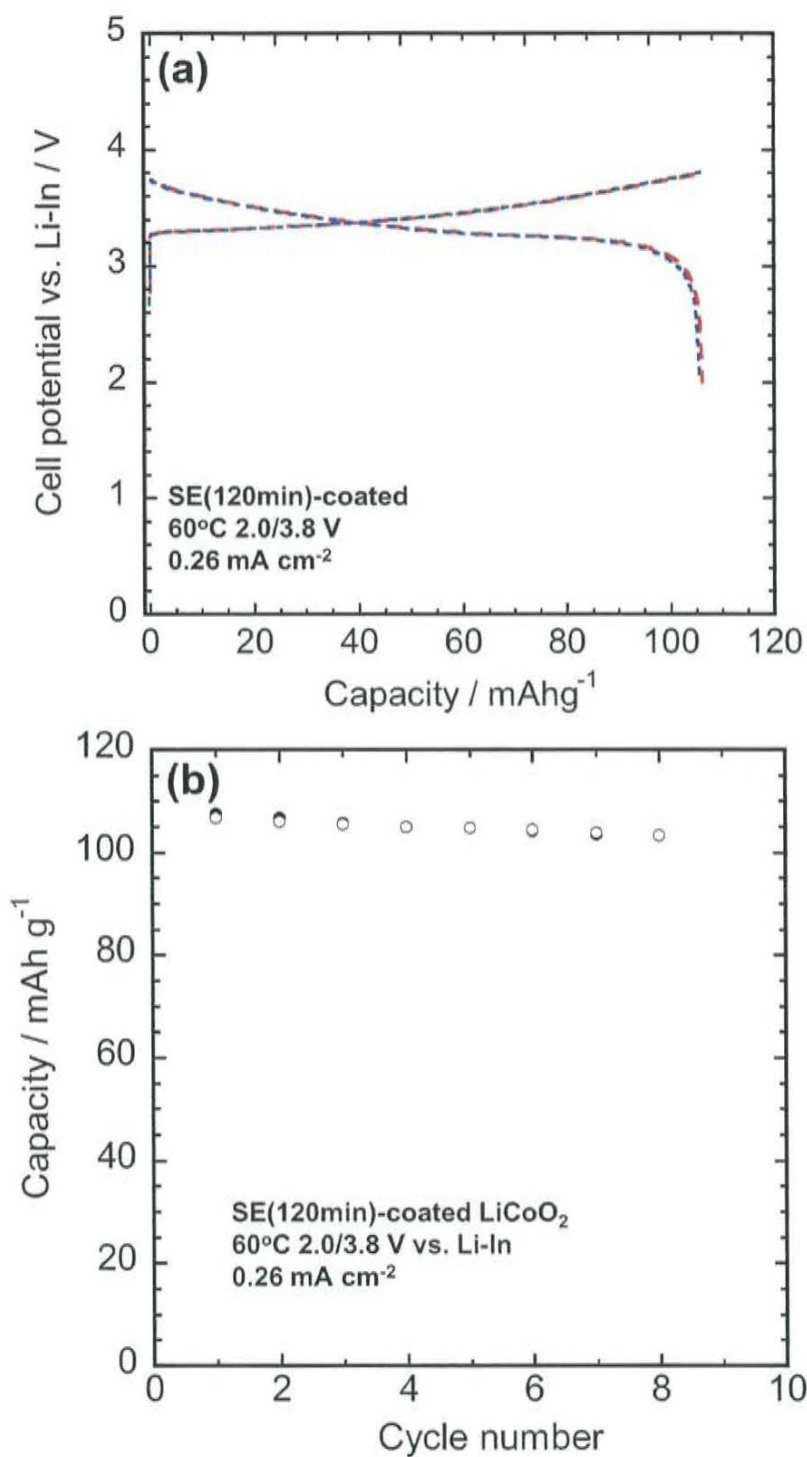 (a)
Cell potential vs. Li-In / V
5
4
3
2
1
0
SE(120min)-coated
60°C 2.0/3.8 V
0.26 mA cm⁻²
0 20 40 60 80 100 120
Capacity / mAhg⁻¹
(b)
Capacity / mAh g⁻¹
120
100
80
60
40
20
0
SE(120min)-coated LiCoO₂
60°C 2.0/3.8 V vs. Li-In
0.26 mA cm⁻²
0 2 4 6 8 10
Cycle number